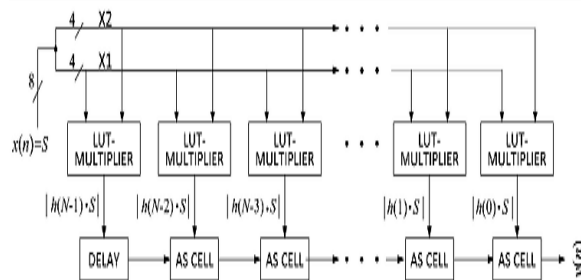 4 X2
4 X1
8
x(n)=S
LUT-MULTIPLIER LUT-MULTIPLIER LUT-MULTIPLIER LUT-MULTIPLIER LUT-MULTIPLIER
|h(N-1)·S| |h(N-2)·S| |h(N-3)·S| |h(1)·S| |h(0)·S|
DELAY AS CELL AS CELL AS CELL AS CELL